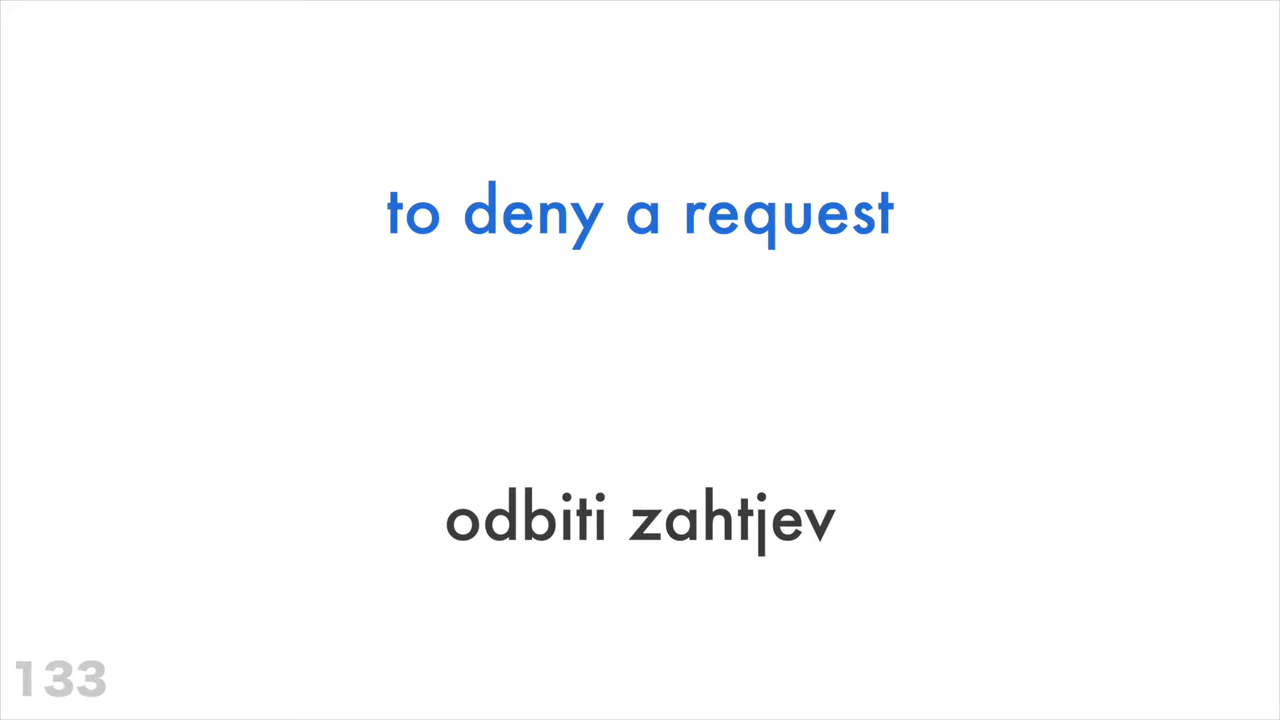 to deny a request
odbiti zahtjev
133